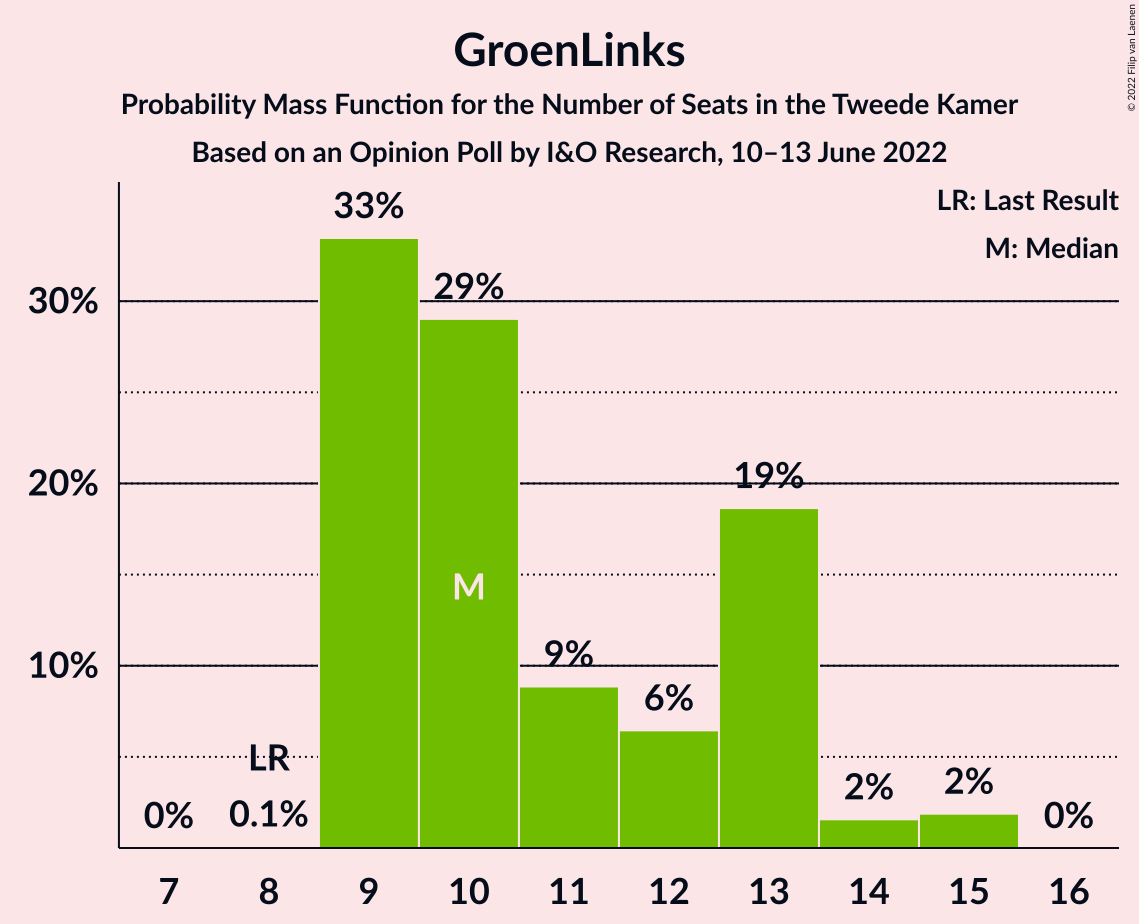 GroenLinks
Probability Mass Function for the Number of Seats in the Tweede Kamer
Based on an Opinion Poll by I&O Research, 10–13 June 2022
© 2022 Filip van Laenen
LR: Last Result
M: Median
33%
29%
30%
20%
19%
M
9%
10%
6%
LR
2%
2%
0%
0.1%
0%
7
8
9
10
11
12
13
14
15
16